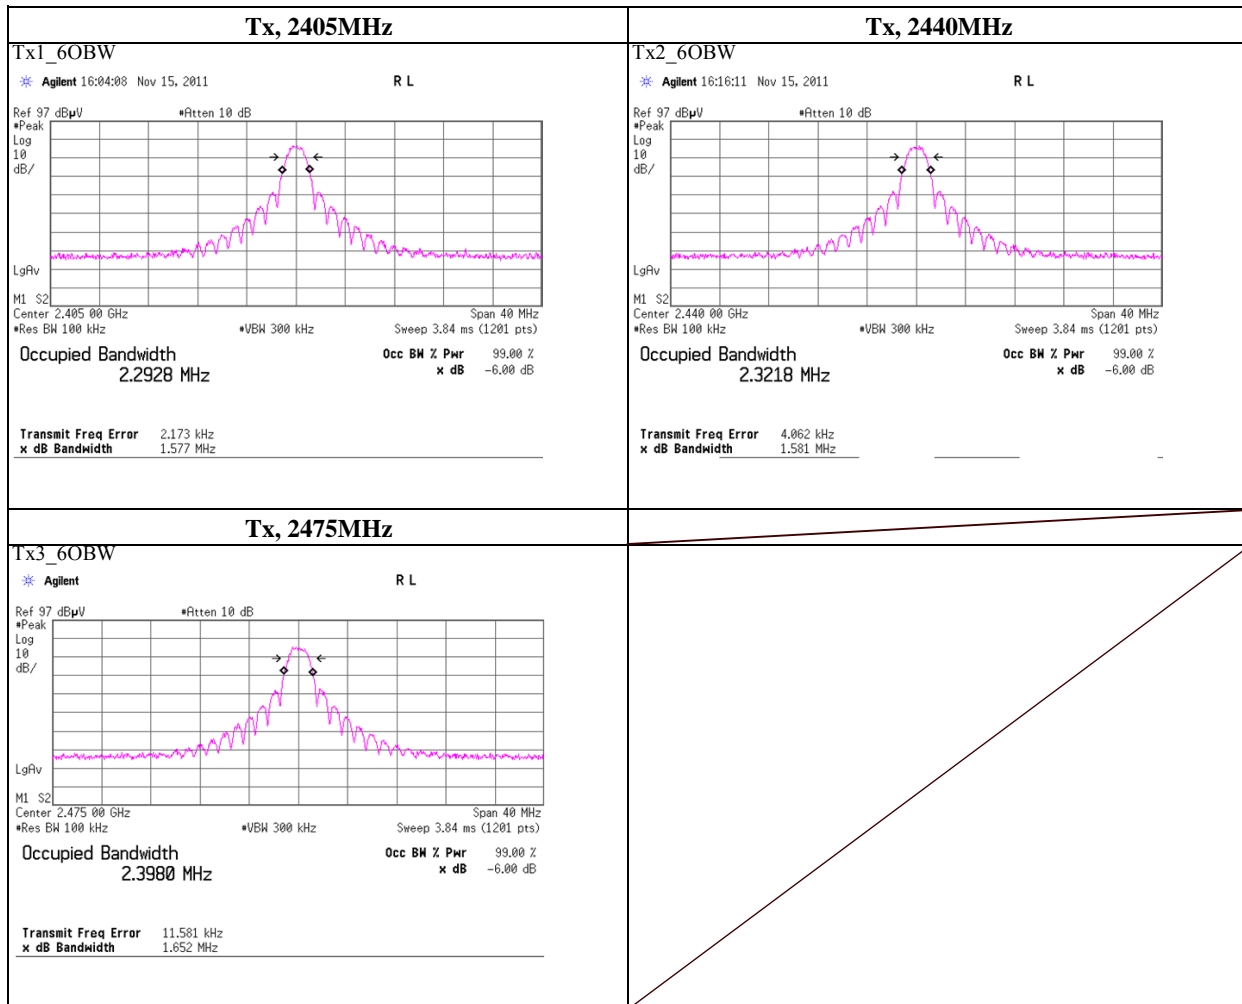 Tx, 2405MHz
Tx1_6OBW
Agilent 16:04:08 Nov 15, 2011 R L
Ref 97 dBµV #Atten 10 dB
#Peak
Log
10
dB/
LgAv
M1 S2
Center 2.405 00 GHz Span 40 MHz
#Res BW 100 kHz #VBW 300 kHz Sweep 3.84 ms (1201 pts)
Occupied Bandwidth Occ BW % Pwr 99.00 %
2.2928 MHz x dB -6.00 dB
Transmit Freq Error 2.173 kHz
x dB Bandwidth 1.577 MHz
Tx, 2440MHz
Tx2_6OBW
Agilent 16:16:11 Nov 15, 2011 R L
Ref 97 dBµV #Atten 10 dB
#Peak
Log
10
dB/
LgAv
M1 S2
Center 2.440 00 GHz Span 40 MHz
#Res BW 100 kHz #VBW 300 kHz Sweep 3.84 ms (1201 pts)
Occupied Bandwidth Occ BW % Pwr 99.00 %
2.3218 MHz x dB -6.00 dB
Transmit Freq Error 4.062 kHz
x dB Bandwidth 1.581 MHz
Tx, 2475MHz
Tx3_6OBW
Agilent R L
Ref 97 dBµV #Atten 10 dB
#Peak
Log
10
dB/
LgAv
M1 S2
Center 2.475 00 GHz Span 40 MHz
#Res BW 100 kHz #VBW 300 kHz Sweep 3.84 ms (1201 pts)
Occupied Bandwidth Occ BW % Pwr 99.00 %
2.3980 MHz x dB -6.00 dB
Transmit Freq Error 11.581 kHz
x dB Bandwidth 1.652 MHz